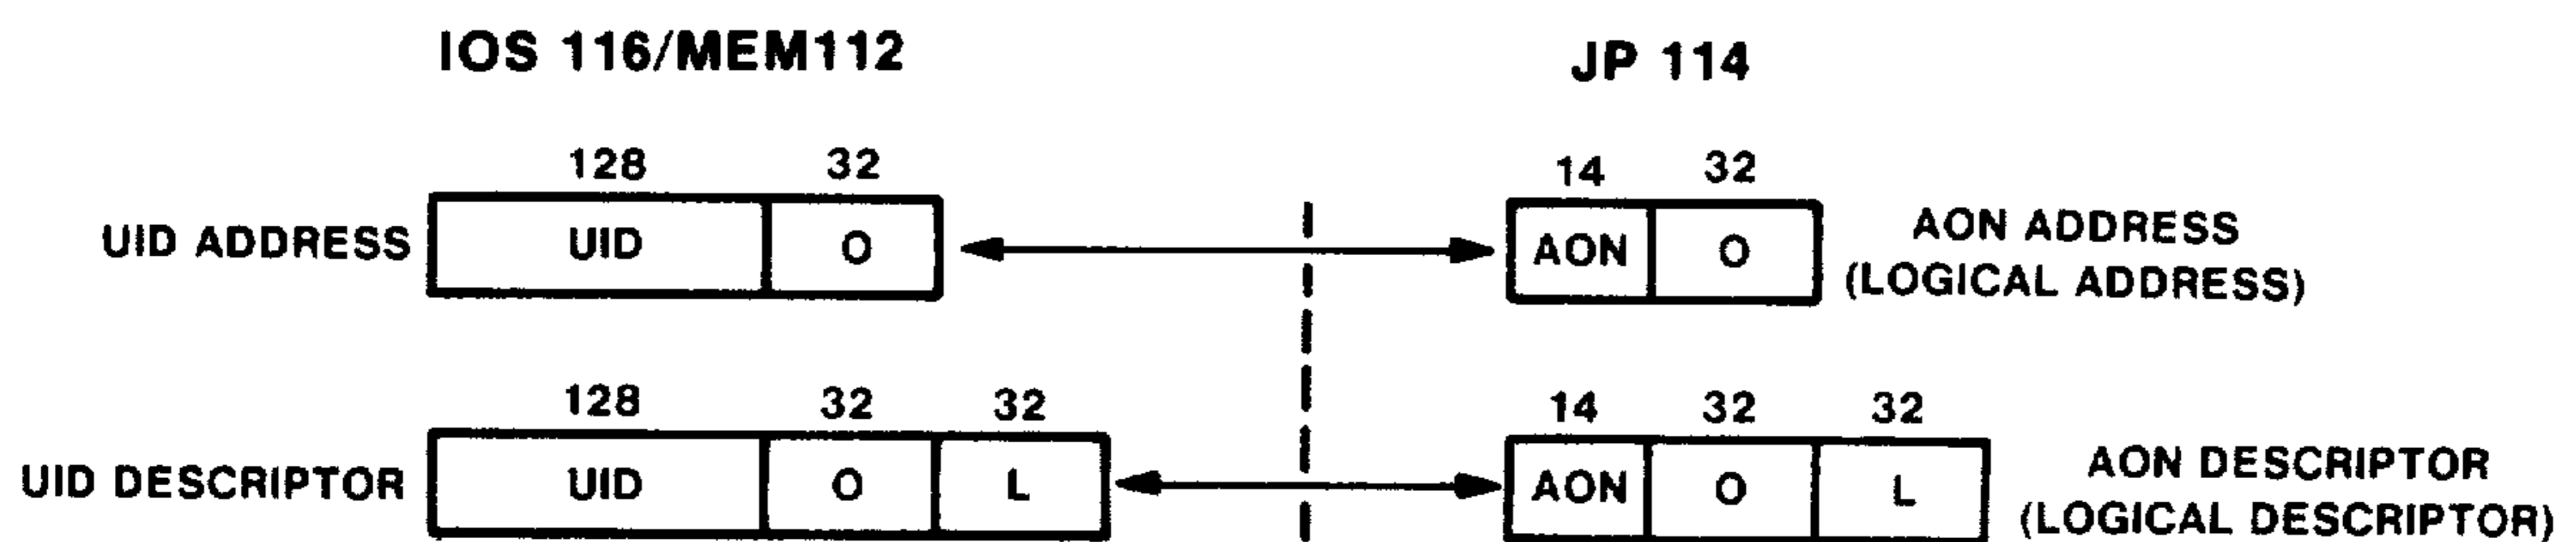 IOS 116/MEM112
JP 114
128 32
14 32
UID ADDRESS UID O
AON O AON ADDRESS
(LOGICAL ADDRESS)
128 32 32
14 32 32
UID DESCRIPTOR UID O L
AON O L AON DESCRIPTOR
(LOGICAL DESCRIPTOR)